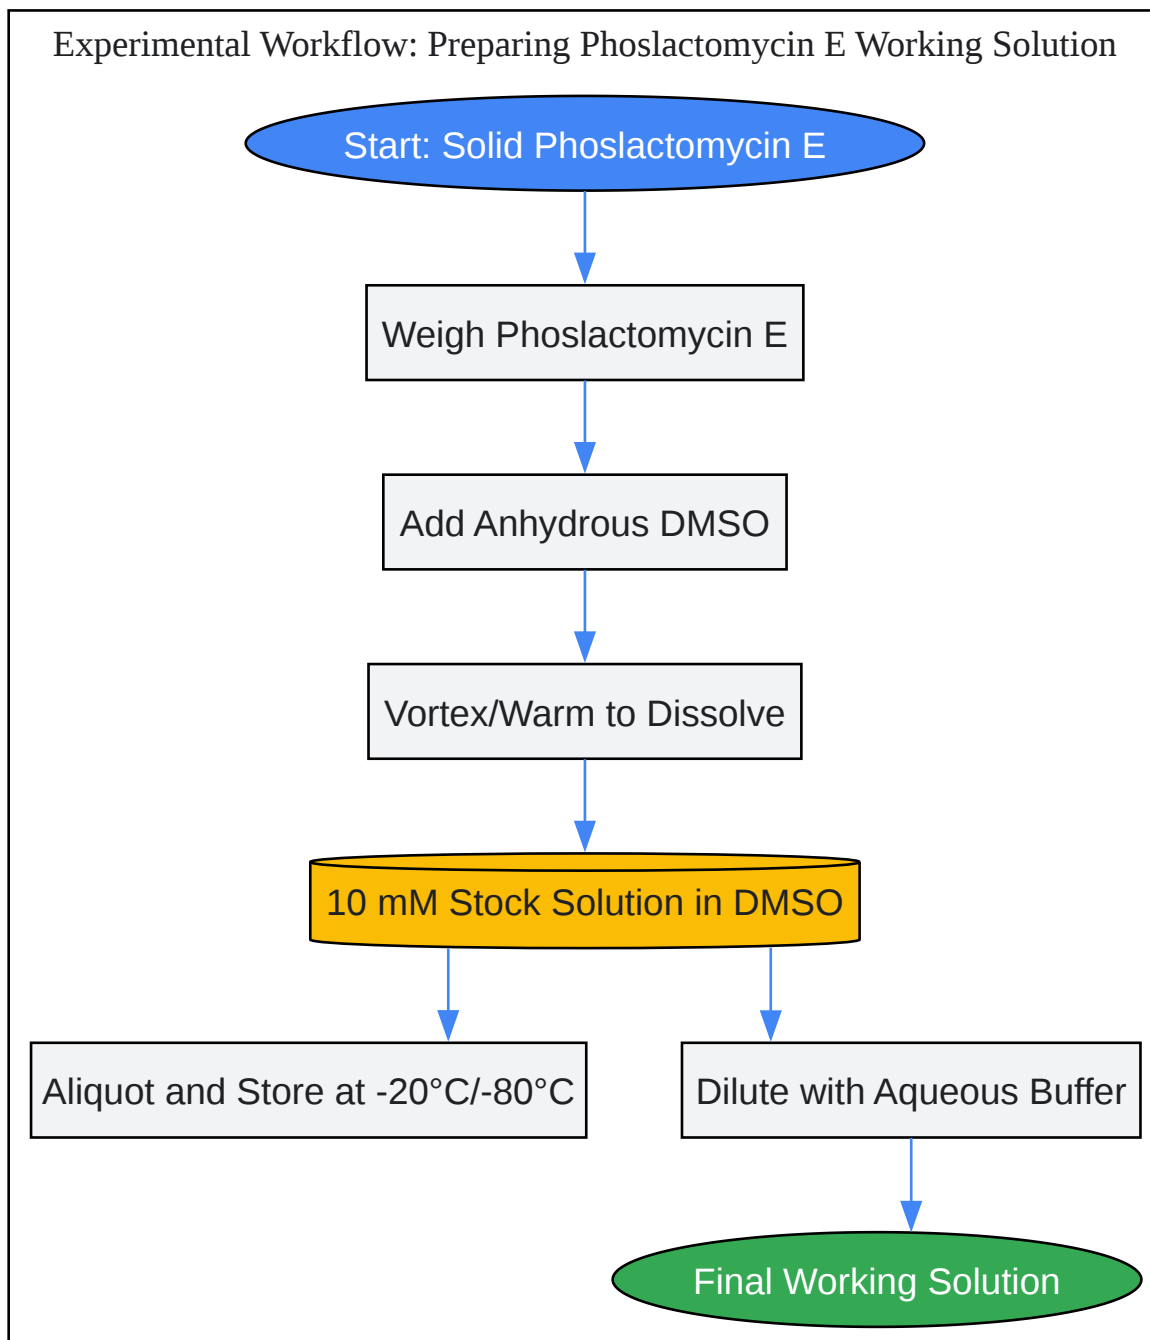 Experimental Workflow: Preparing Phoslactomycin E Working Solution
Start: Solid Phoslactomycin E
Weigh Phoslactomycin E
Add Anhydrous DMSO
Vortex/Warm to Dissolve
10 mM Stock Solution in DMSO
Aliquot and Store at -20°C/-80°C
Dilute with Aqueous Buffer
Final Working Solution